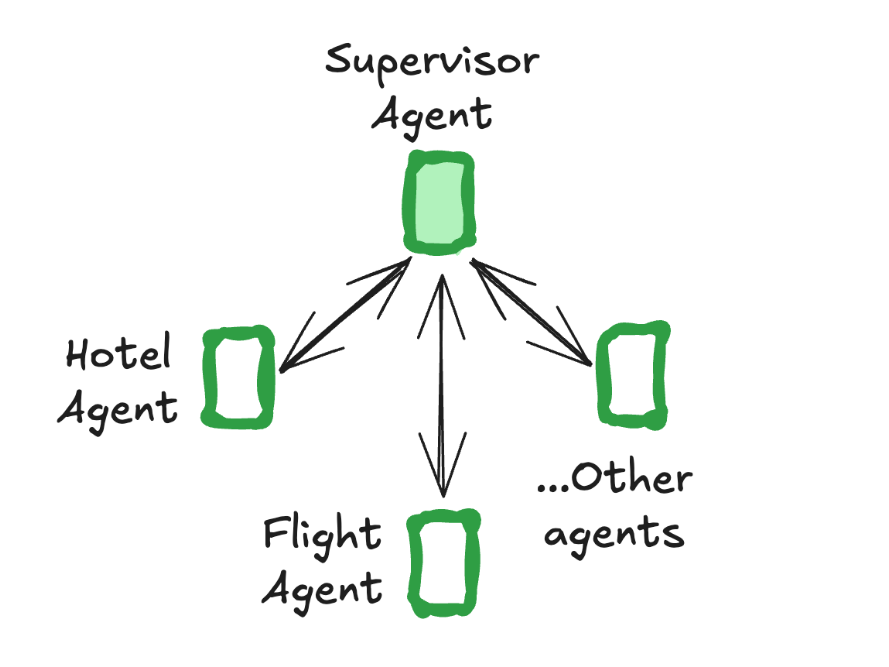 Supervisor
Agent
Hotel
Agent
...Other
agents
Flight
Agent